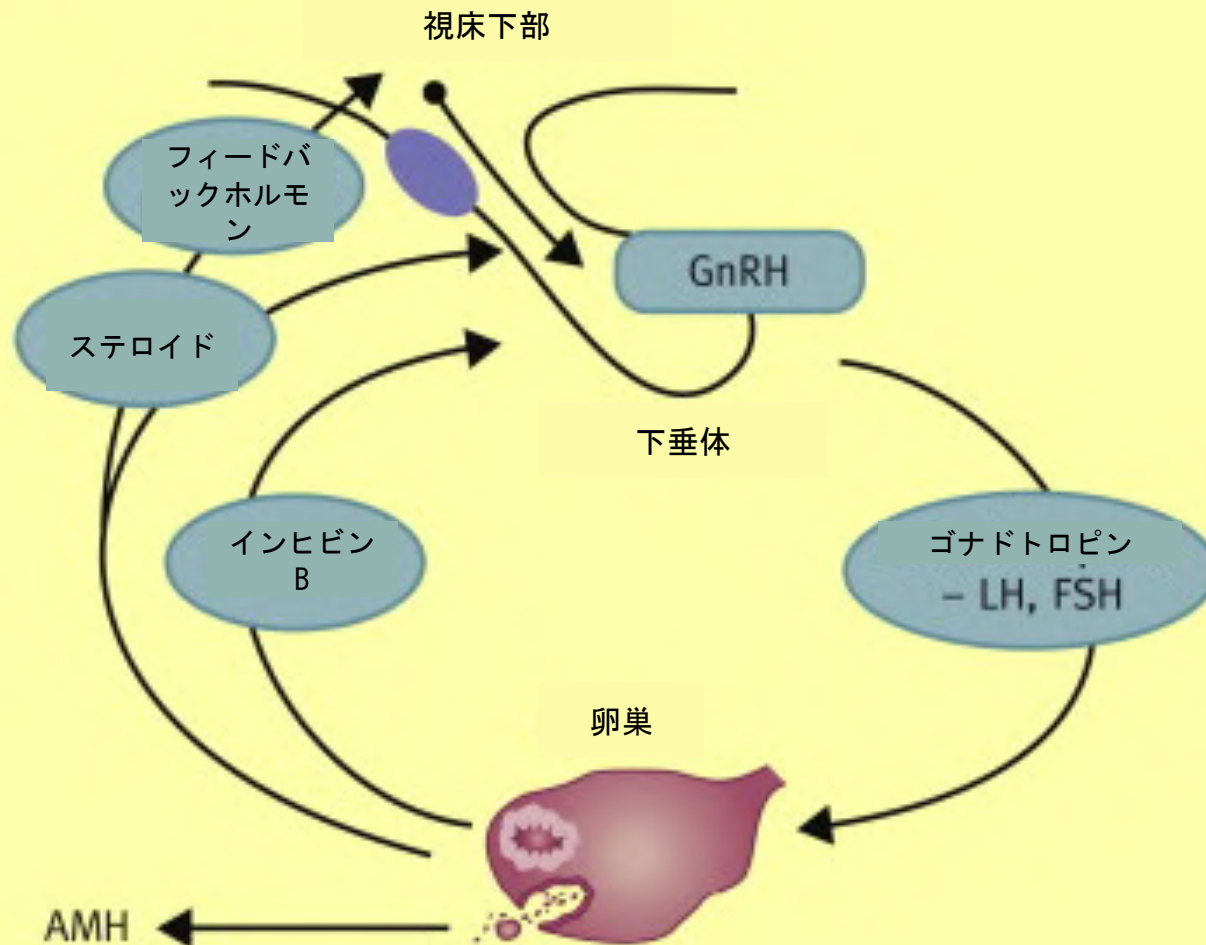 視床下部
フィードバ
ックホルモ
ン
GnRH
ステロイド
下垂体
インヒビン
B
ゴナドトロピン
– LH, FSH
卵巣
AMH